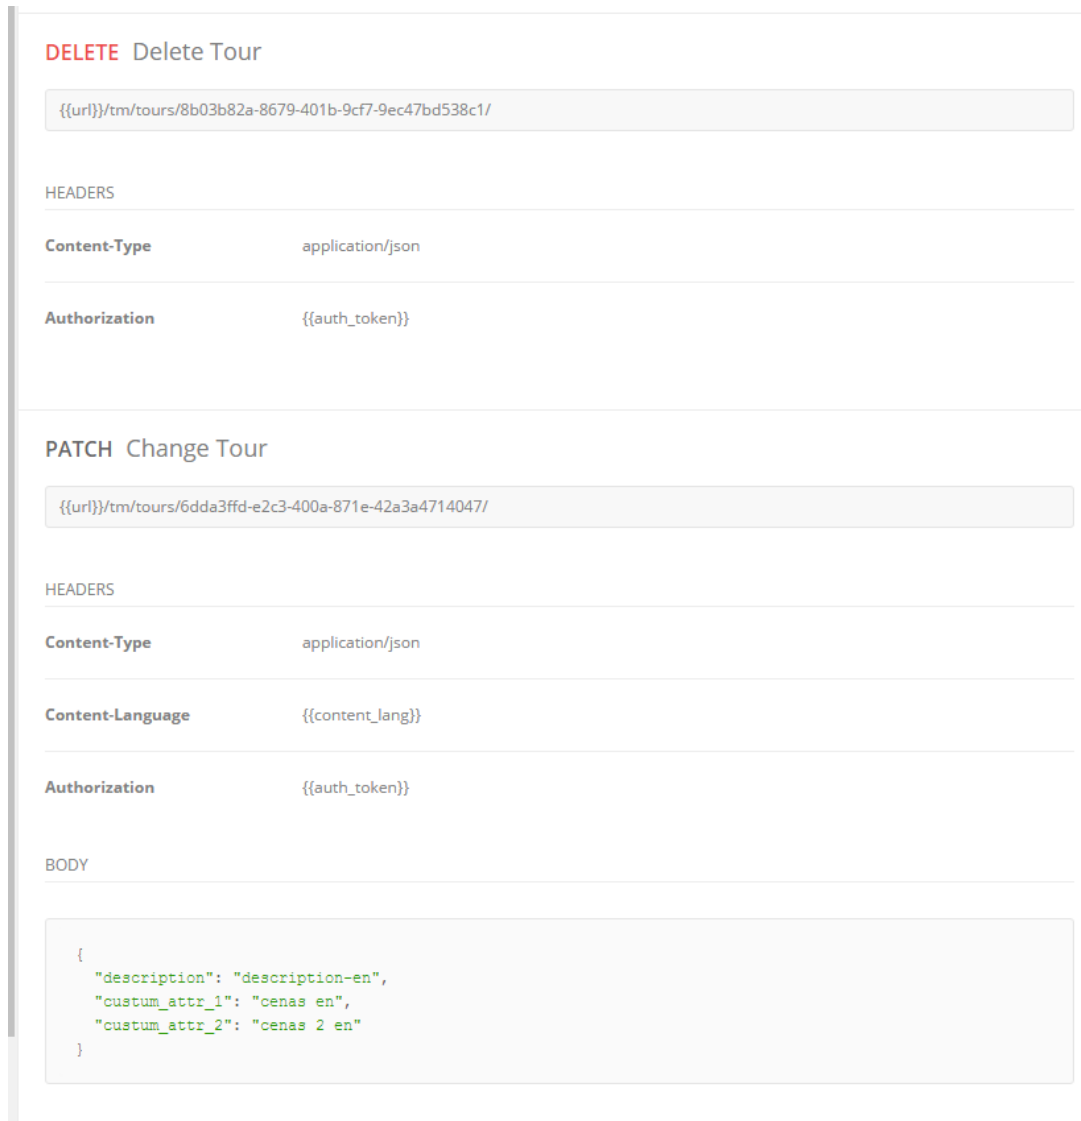 DELETE Delete Tour
{{url}}/tm/tours/8b03b82a-8679-401b-9cf7-9ec47bd538c1/
HEADERS
Content-Type application/json
Authorization {{auth_token}}
PATCH Change Tour
{{url}}/tm/tours/6dda3ffd-e2c3-400a-871e-42a3a4714047/
HEADERS
Content-Type application/json
Content-Language {{content_lang}}
Authorization {{auth_token}}
BODY
{
"description": "description-en",
"custum_attr_1": "cenas en",
"custum_attr_2": "cenas 2 en"
}